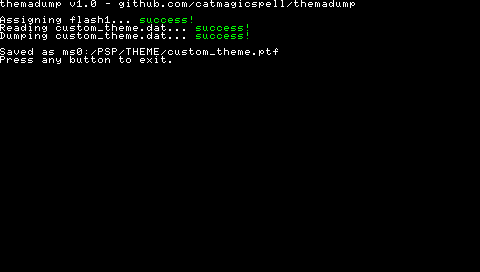 themadump v1.0 - github.com/catmagicspell/themadump
Assigning flash1... success!
Reading custom_theme.dat... success!
Dumping custom_theme.dat... success!
Saved as ms0:/PSP/THEME/custom_theme.ptf
Press any button to exit.